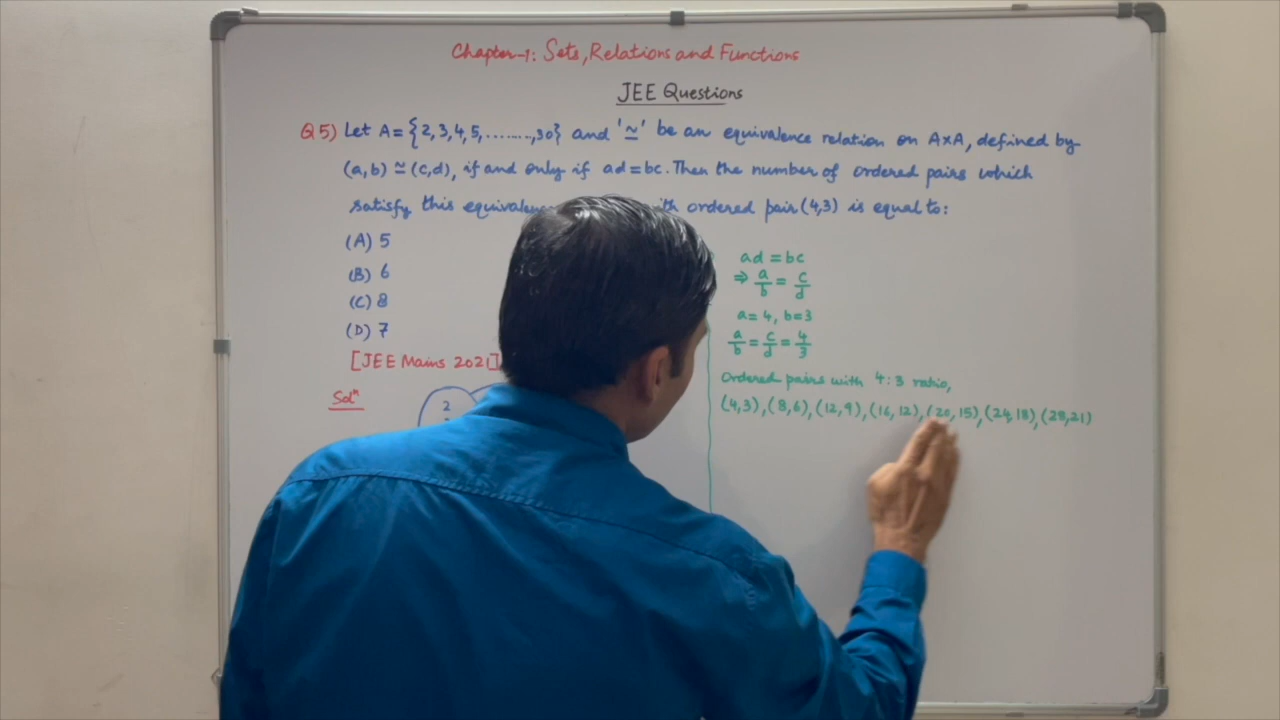 Chapter-1: Sets, Relations and Functions
JEE Questions
Q5) Let A = {2, 3, 4, 5, ........, 30} and '≃' be an equivalence relation on A×A, defined by
(a, b) ≃ (c, d), if and only if ad = bc. Then the number of ordered pairs which
satisfy this with ordered pair (4,3) is equal to:
(A) 5
(B) 6
(C) 8
(D) 7
[JEE Mains 2021]
Solⁿ
2
ad = bc
⇒ a/b = c/d
a = 4, b = 3
a/b = c/d = 4/3
Ordered pairs with 4:3 ratio,
(4,3), (8,6), (12,9), (16,12), (20,15), (24,18), (28,21)